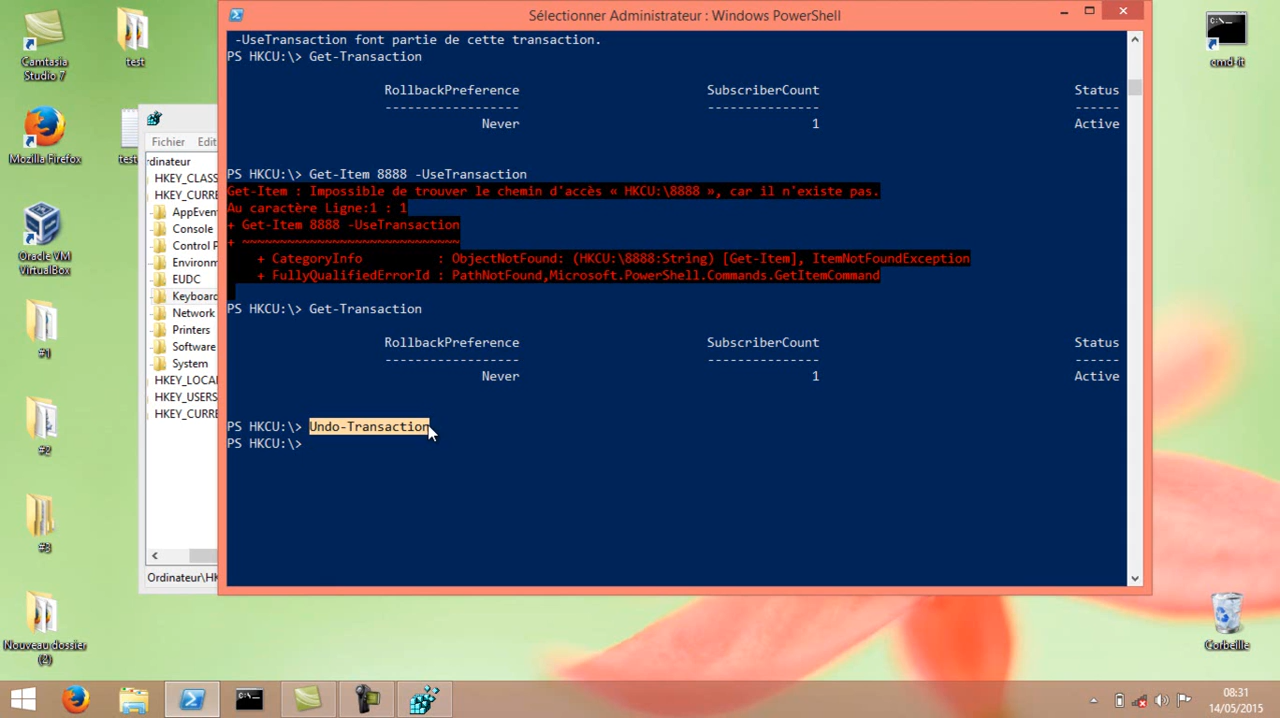 Sélectionner Administrateur : Windows PowerShell
-UseTransaction font partie de cette transaction.
PS HKCU:\> Get-Transaction
RollbackPreference SubscriberCount Status
------------------ --------------- ------
Never 1 Active
PS HKCU:\> Get-Item 8888 -UseTransaction
Get-Item : Impossible de trouver le chemin d'accès « HKCU:\8888 », car il n'existe pas.
Au caractère Ligne:1 : 1
+ Get-Item 8888 -UseTransaction
+ ~~~~~~~~~~~~~~~~~~~~~~~~~~~~~
+ CategoryInfo : ObjectNotFound: (HKCU:\8888:String) [Get-Item], ItemNotFoundException
+ FullyQualifiedErrorId : PathNotFound,Microsoft.PowerShell.Commands.GetItemCommand
PS HKCU:\> Get-Transaction
RollbackPreference SubscriberCount Status
------------------ --------------- ------
Never 1 Active
PS HKCU:\> Undo-Transaction
PS HKCU:\>
Camtasia
Studio 7
test
Mozilla Firefox
test
Oracle VM
VirtualBox
#1
#2
#3
Nouveau dossier
(2)
Fichier Edit
rdinateur
HKEY_CLASS
HKEY_CURRE
AppEven
Console
Control P
Environm
EUDC
Keyboard
Network
Printers
Software
System
HKEY_LOCA
HKEY_USERS
HKEY_CURRE
Ordinateur\HK
cmd-it
Corbeille
08:31
14/05/2015